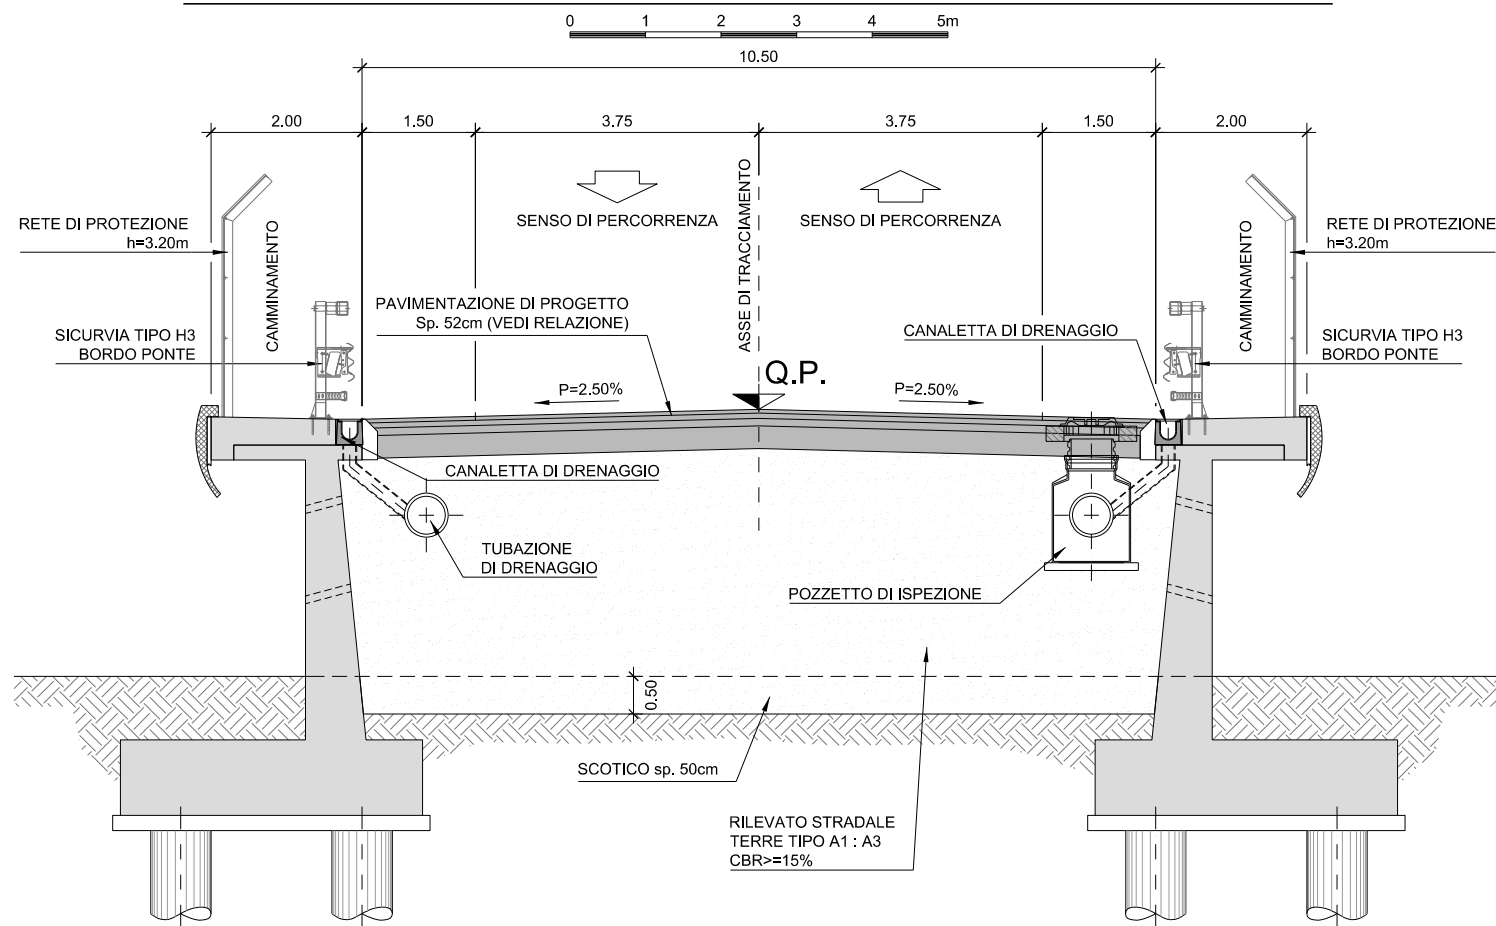 0 1 2 3 4 5m
10.50
2.00 1.50 3.75 3.75 1.50 2.00
SENSO DI PERCORRENZA
SENSO DI PERCORRENZA
ASSE DI TRACCIAMENTO
RETE DI PROTEZIONE
h=3.20m
CAMMINAMENTO
CAMMINAMENTO
RETE DI PROTEZIONE
h=3.20m
PAVIMENTAZIONE DI PROGETTO
Sp. 52cm (VEDI RELAZIONE)
SICURVIA TIPO H3
BORDO PONTE
CANALETTA DI DRENAGGIO
SICURVIA TIPO H3
BORDO PONTE
Q.P.
P=2.50%
P=2.50%
CANALETTA DI DRENAGGIO
TUBAZIONE
DI DRENAGGIO
POZZETTO DI ISPEZIONE
0.50
SCOTICO sp. 50cm
RILEVATO STRADALE
TERRE TIPO A1 : A3
CBR>=15%